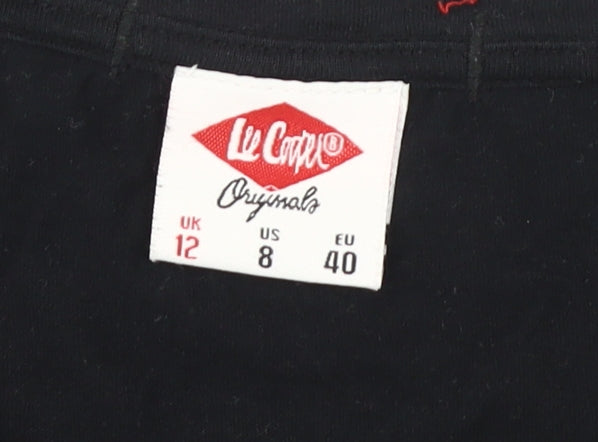 Lee Cooper®
Originals
UK US EU
12 8 40